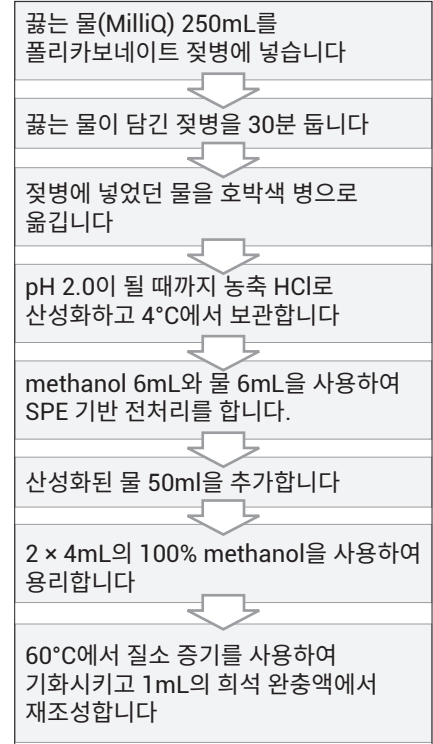 끓는 물(MilliQ) 250mL를
폴리카보네이트 젖병에 넣습니다
끓는 물이 담긴 젖병을 30분 둡니다
젖병에 넣었던 물을 호박색 병으로
옮깁니다
pH 2.0이 될 때까지 농축 HCl로
산성화하고 4°C에서 보관합니다
methanol 6mL와 물 6mL을 사용하여
SPE 기반 전처리를 합니다.
산성화된 물 50ml을 추가합니다
2 × 4mL의 100% methanol을 사용하여
용리합니다
60°C에서 질소 증기를 사용하여
기화시키고 1mL의 희석 완충액에서
재조성합니다